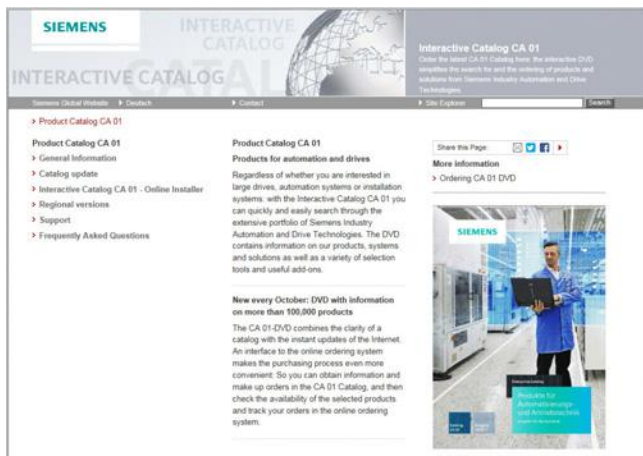 SIEMENS
INTERACTIVE
CATALOG
CATALOG
INTERACTIVE CATALOG
Interactive Catalog CA 01
Order the latest CA 01 Catalog here: the interactive DVD
simplifies the search for and the ordering of products
and solutions from Siemens Industry Automation and Drive
Technologies.
Siemens Global Website
Deutsch
Contact
Site Explorer
Search
Product Catalog CA 01
Product Catalog CA 01
General Information
Catalog update
Interactive Catalog CA 01 - Online Installer
Regional versions
Support
Frequently Asked Questions
Product Catalog CA 01
Products for automation and drives
Regardless of whether you are interested in
large drives, automation systems or installation
systems: with the Interactive Catalog CA 01 you
can quickly and easily search through the
extensive portfolio of Siemens Industry
Automation and Drive Technologies. The DVD
contains information on our products, systems
and solutions as well as a variety of selection
tools and useful add-ons.
New every October: DVD with information
on more than 100,000 products
The CA 01-DVD combines the clarity of a
catalog with the instant updates of the Internet.
An interface to the online ordering system
makes the purchasing process even more
convenient: So you can obtain information and
make up orders in the CA 01 Catalog, and then
check the availability of the selected products
and track your orders in the online ordering
system.
Share this Page:
More information
Ordering CA 01 DVD
SIEMENS
Produkte für
Automatisierungs-
und Antriebstechnik